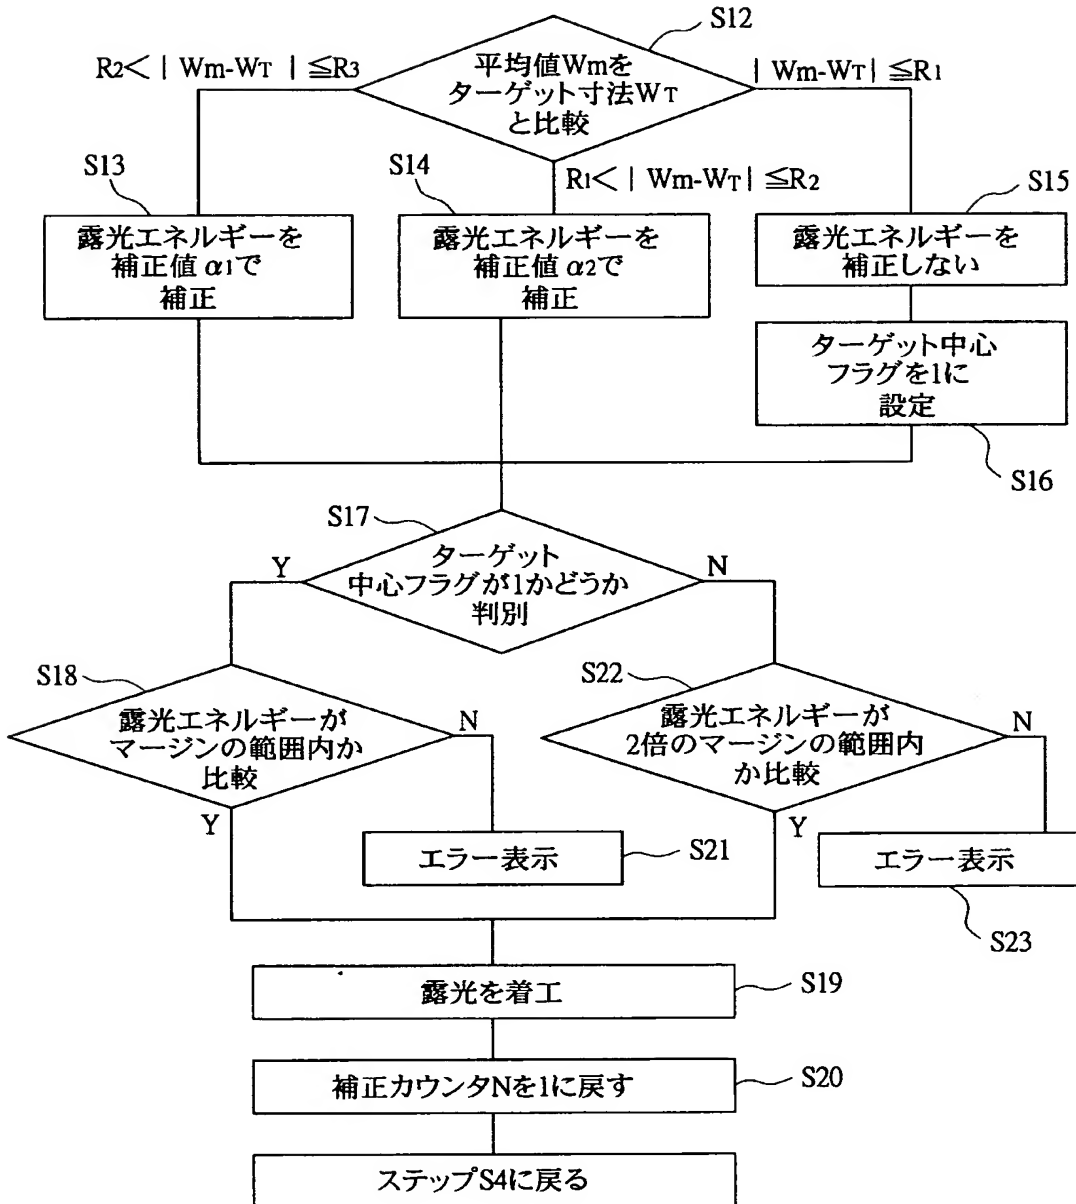 S12
R2< | Wm-WT | ≦R3
平均値Wmを
ターゲット寸法WT
と比較
| Wm-WT| ≦R1
S13
S14
R1< | Wm-WT| ≦R2
S15
露光エネルギーを
補正値 α1で
補正
露光エネルギーを
補正値 α2で
補正
露光エネルギーを
補正しない
ターゲット中心
フラグを1に
設定
S16
S17
Y
ターゲット
中心フラグが1かどうか
判別
N
S18
露光エネルギーが
マージンの範囲内か
比較
N
Y
S22
露光エネルギーが
2倍のマージンの範囲内
か比較
N
Y
エラー表示
S21
エラー表示
S23
露光を着工
S19
補正カウンタNを1に戻す
S20
ステップS4に戻る